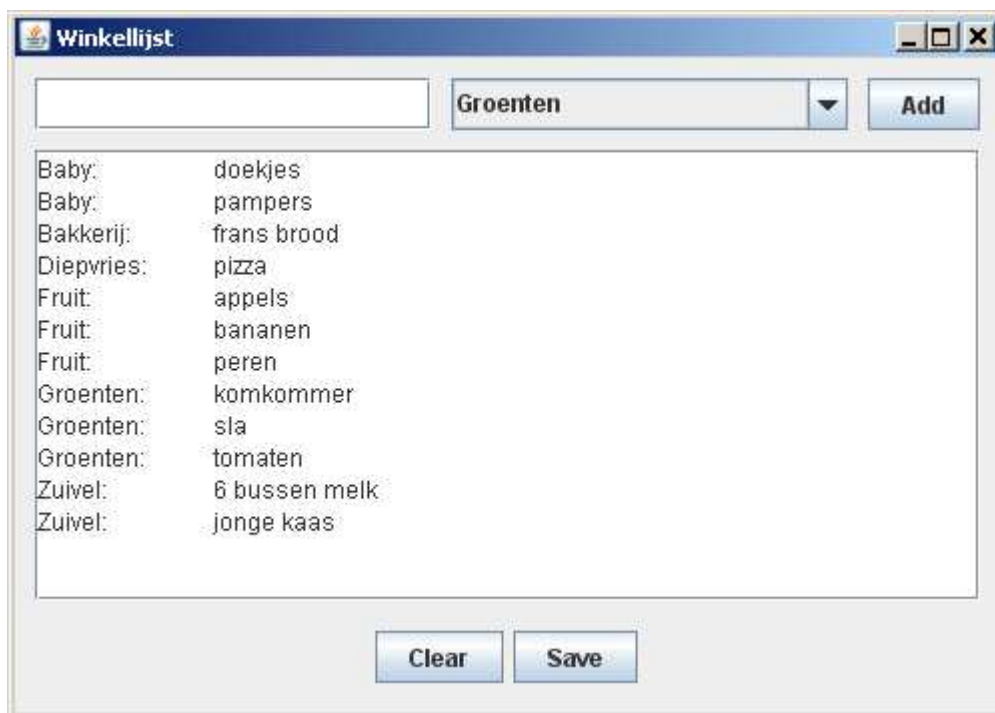 Winkellijst
Groenten Add
Baby: doekjes
Baby: pampers
Bakkerij: frans brood
Diepvries: pizza
Fruit: appels
Fruit: bananen
Fruit: peren
Groenten: komkommer
Groenten: sla
Groenten: tomaten
Zuivel: 6 bussen melk
Zuivel: jonge kaas
Clear Save